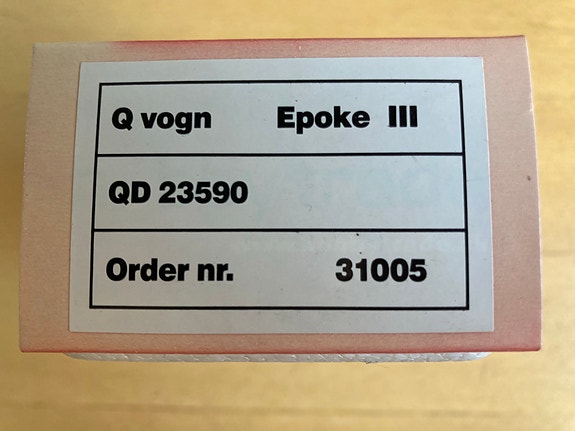 Q vogn Epoke III
QD 23590
Order nr. 31005